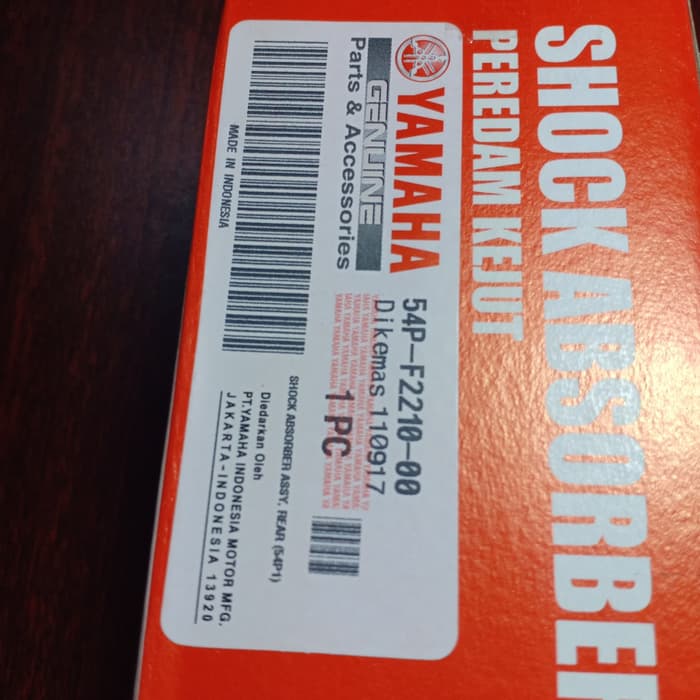 SHOCK ABSORBE
PEREDAM KEJUT
YAMAHA
GENUINE
Parts & Accessories
54P-F2210-00
Dikemas 110917
1 PC
MADE IN INDONESIA
SHOCK ABSORBER ASSY, REAR (54P1)
Diedarkan Oleh
PT.YAMAHA INDONESIA MOTOR MFG.
JAKARTA-INDONESIA 13920